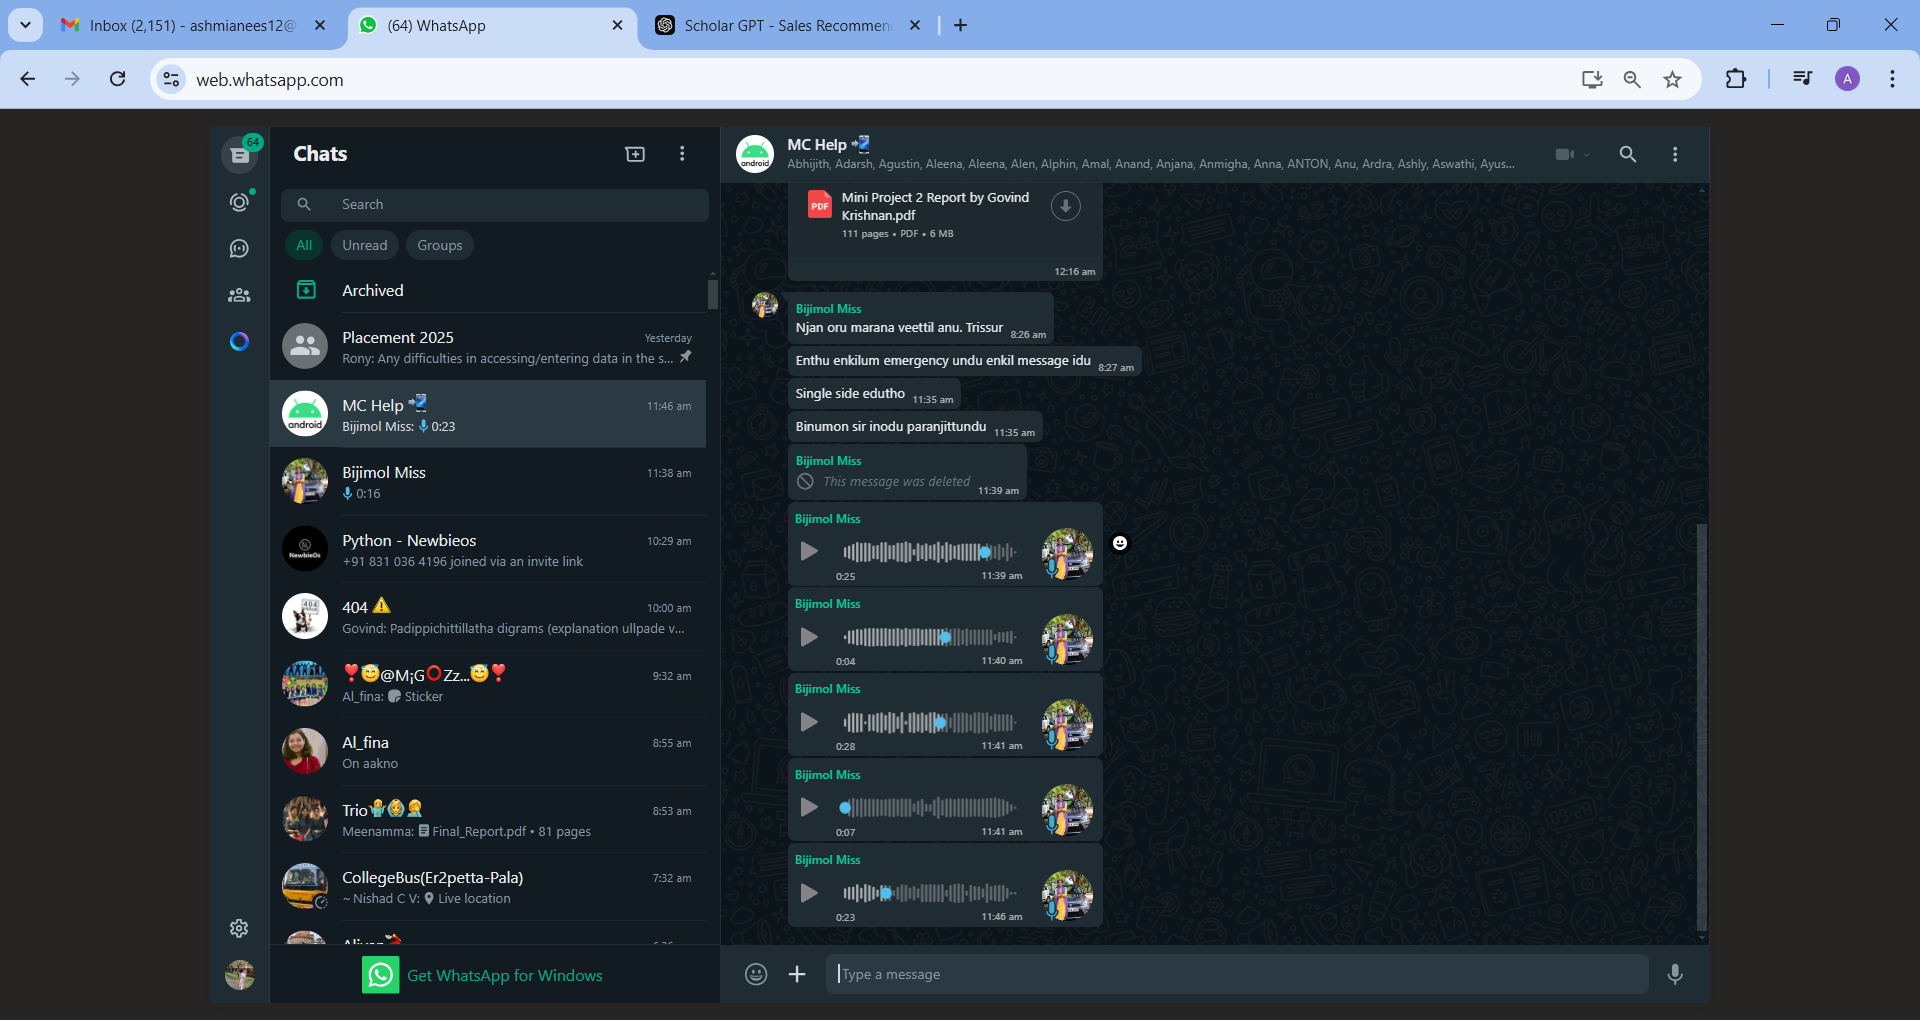 Inbox (2,151) - ashmianees12@
(64) WhatsApp
Scholar GPT - Sales Recommen
web.whatsapp.com
A
64
Chats
Search
All
Unread
Groups
Archived
Placement 2025
Yesterday
Rony: Any difficulties in accessing/entering data in the s...
android
MC Help 📲
11:46 am
Bijimol Miss: 0:23
Bijimol Miss
11:38 am
0:16
NewbieOs
Python - Newbieos
10:29 am
+91 831 036 4196 joined via an invite link
404
404 ⚠️
10:00 am
Govind: Padippichittillatha digrams (explanation ullpade v...
❣️😇@M¡G⭕Zz...😇❣️
9:32 am
Al_fina: Sticker
Al_fina
8:55 am
On aakno
Trio
8:53 am
Meenamma: Final_Report.pdf • 81 pages
CollegeBus(Er2petta-Pala)
7:32 am
~ Nishad C V: Live location
Get WhatsApp for Windows
android
MC Help 📲
Abhijith, Adarsh, Agustin, Aleena, Aleena, Alen, Alphin, Amal, Anand, Anjana, Anmigha, Anna, ANTON, Anu, Ardra, Ashly, Aswathi, Ayus...
PDF
Mini Project 2 Report by Govind
Krishnan.pdf
111 pages • PDF • 6 MB
12:16 am
Bijimol Miss
Njan oru marana veettil anu. Trissur 8:26 am
Enthu enkilum emergency undu enkil message idu 8:27 am
Single side edutho 11:35 am
Binumon sir inodu paranjittundu 11:35 am
Bijimol Miss
This message was deleted 11:39 am
Bijimol Miss
0:25 11:39 am
Bijimol Miss
0:04 11:40 am
Bijimol Miss
0:28 11:41 am
Bijimol Miss
0:07 11:41 am
Bijimol Miss
0:23 11:46 am
Type a message